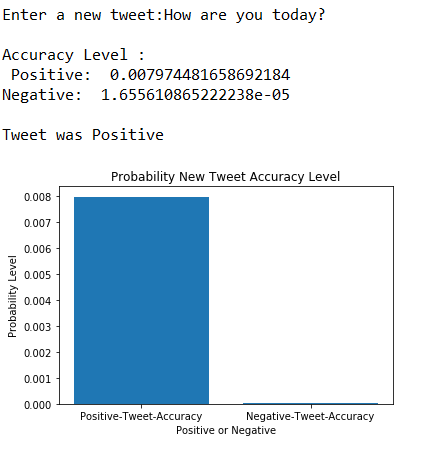 Enter a new tweet:How are you today?
Accuracy Level :
Positive:  0.007974481658692184
Negative:  1.655610865222238e-05
Tweet was Positive
Probability New Tweet Accuracy Level
0.008
0.007
0.006
0.005
0.004
0.003
0.002
0.001
0.000
Probability Level
Positive-Tweet-Accuracy
Negative-Tweet-Accuracy
Positive or Negative